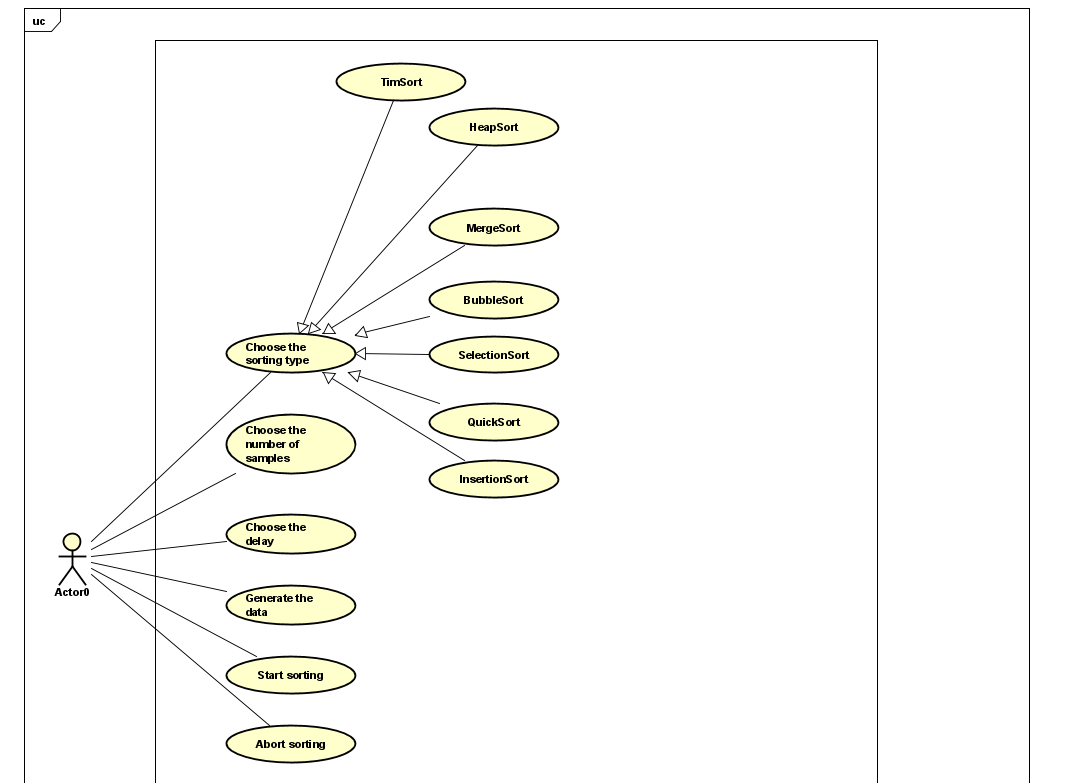 uc
TimSort
HeapSort
MergeSort
BubbleSort
Choose the
sorting type
SelectionSort
QuickSort
Choose the
number of
samples
InsertionSort
Choose the
delay
Actor0
Generate the
data
Start sorting
Abort sorting